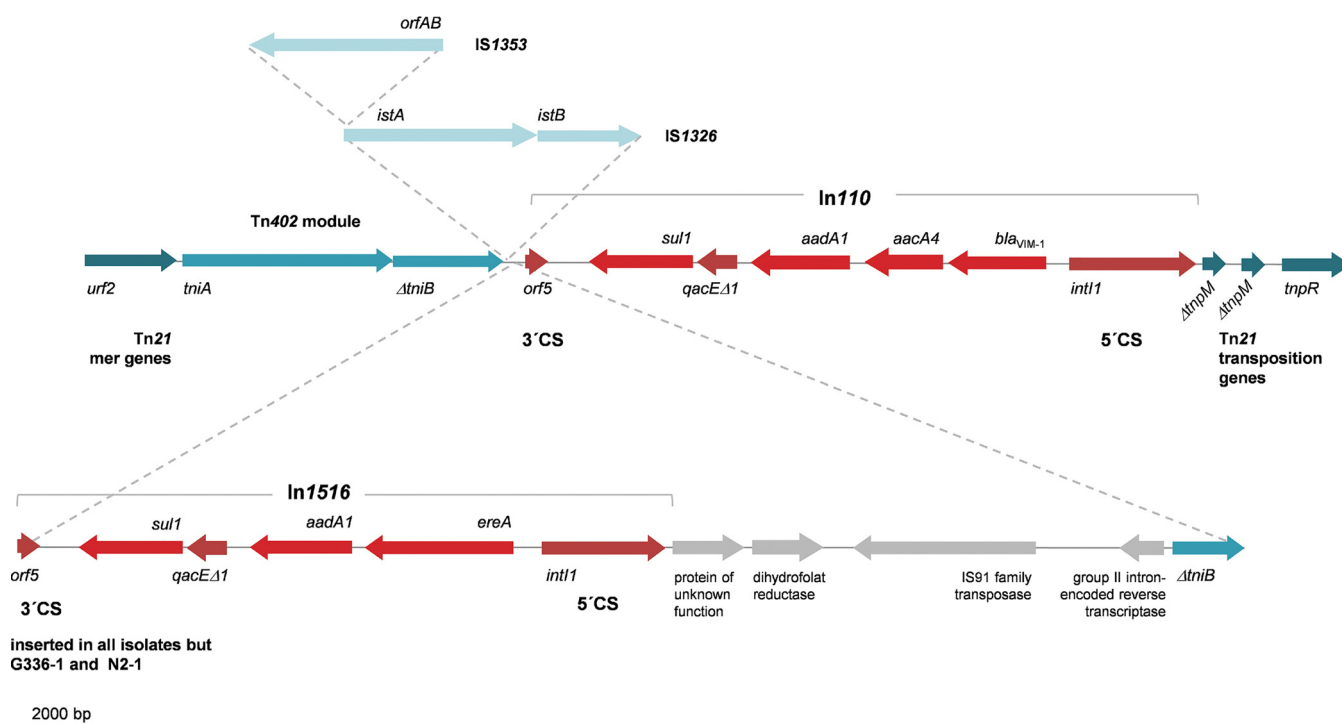 orfAB
IS1353
istA
istB
IS1326
In110
Tn402 module
sul1
aadA1
aacA4
blaVIM-1
urf2
tniA
ΔtniB
orf5
qacEΔ1
intI1
ΔtnpM
ΔtnpM
tnpR
Tn21
mer genes
3´CS
5´CS
Tn21
transposition
genes
In1516
sul1
aadA1
ereA
orf5
qacEΔ1
intI1
protein of
unknown
function
dihydrofolat
reductase
IS91 family
transposase
group II intron-
encoded reverse
transcriptase
ΔtniB
3´CS
5´CS
inserted in all isolates but
G336-1 and N2-1
2000 bp